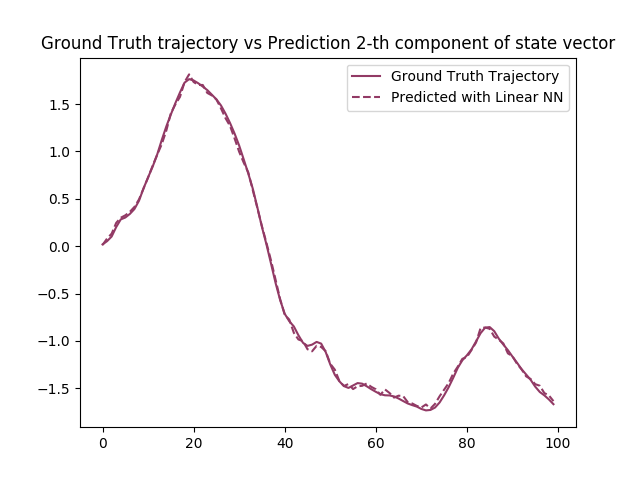 Ground Truth trajectory vs Prediction 2-th component of state vector
Ground Truth Trajectory
Predicted with Linear NN
1.5
1.0
0.5
0.0
−0.5
−1.0
−1.5
0 20 40 60 80 100